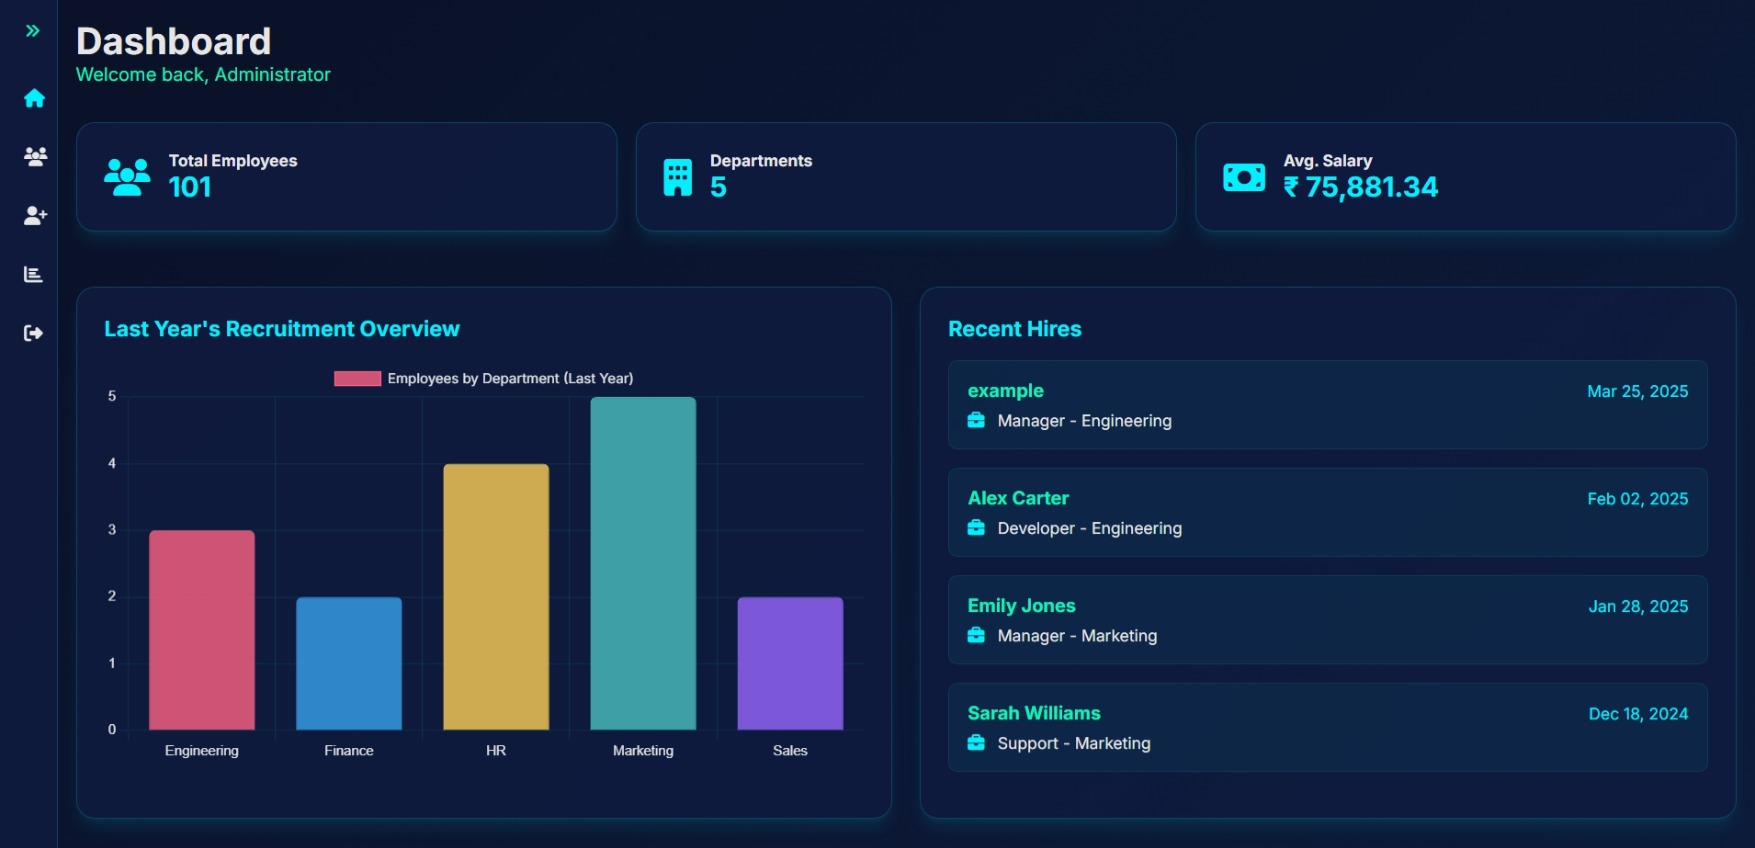 Dashboard
Welcome back, Administrator
Total Employees
101
Departments
5
Avg. Salary
₹ 75,881.34
Last Year's Recruitment Overview
Employees by Department (Last Year)
5
4
3
2
1
0
Engineering
Finance
HR
Marketing
Sales
Recent Hires
example
Mar 25, 2025
Manager - Engineering
Alex Carter
Feb 02, 2025
Developer - Engineering
Emily Jones
Jan 28, 2025
Manager - Marketing
Sarah Williams
Dec 18, 2024
Support - Marketing